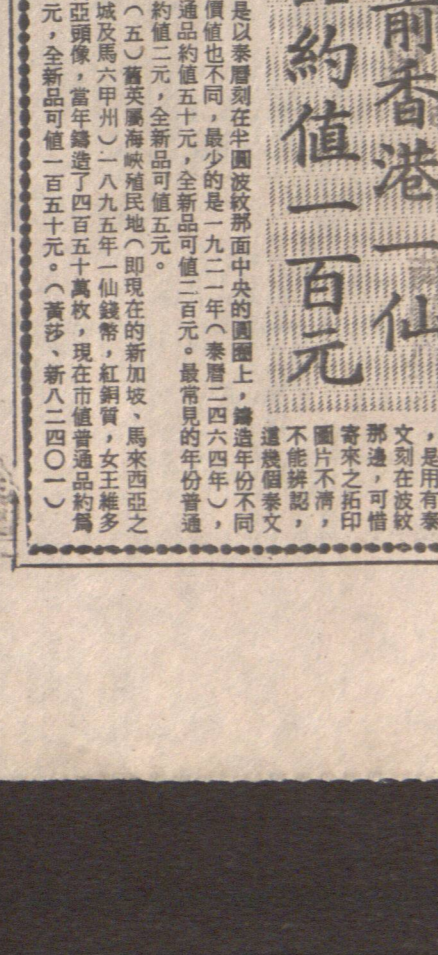 前香港一仙
約值一百元
，是用有泰
文刻在波紋
那邊，可惜
寄來之拓印
圖片不清，
不能辨認，
這幾個泰文
是以泰曆刻在半圓波紋那面中央的圓圈上，鑄造年份不同
價值也不同，最少的是一九二一年（泰曆二四六四年），
通品約值五十元，全新品可值二百元。最常見的年份普通
約值二元，全新品可值五元。
（五）舊英屬海峽殖民地（即現在的新加坡、馬來西亞之
城及馬六甲州）一八九五年一仙錢幣，紅銅質，女王維多
亞頭像，當年鑄造了四百五十萬枚，現在市值普通品約爲
元，全新品可值一百五十元。（黃莎、新八二四〇一）